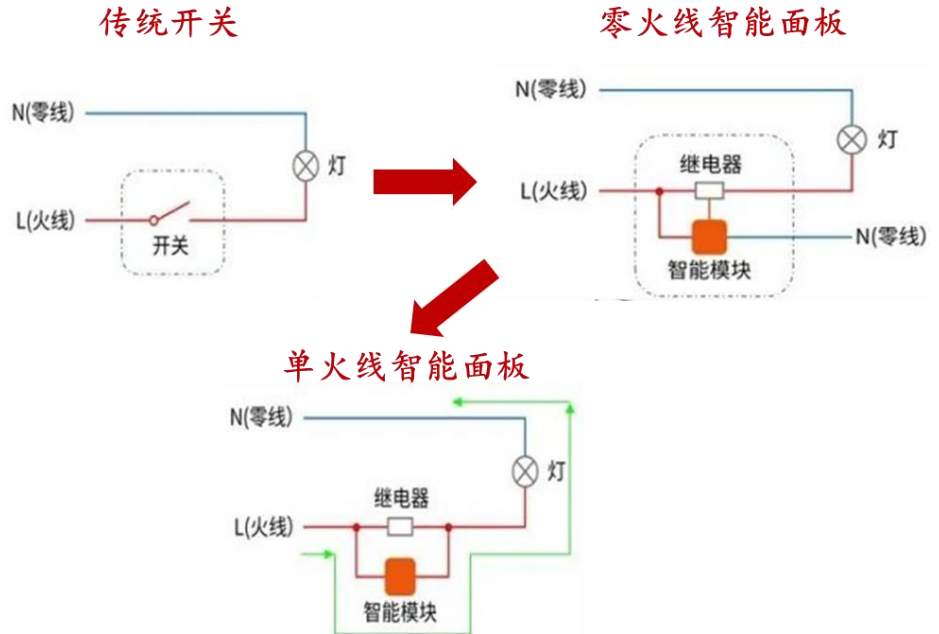 传统开关
零火线智能面板
N(零线)
灯
L(火线)
开关
N(零线)
灯
继电器
L(火线)
N(零线)
智能模块
单火线智能面板
N(零线)
灯
继电器
L(火线)
智能模块